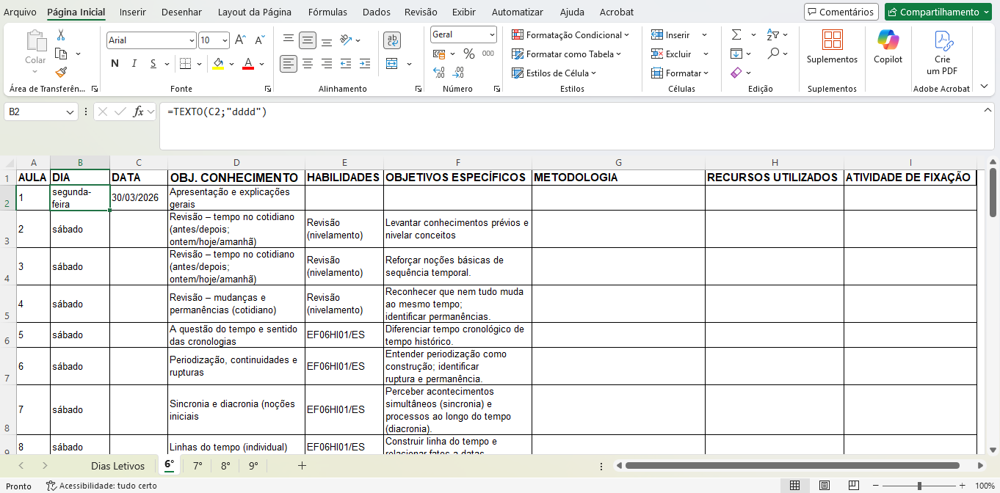 Arquivo Página Inicial Inserir Desenhar Layout da Página Fórmulas Dados Revisão Exibir Automatizar Ajuda Acrobat Comentários Compartilhamento
Colar
Arial 10
N I S
ab
Geral
% 000
Formatação Condicional
Formatar como Tabela
Estilos de Célula
Inserir
Excluir
Formatar
Suplementos
Copilot
Crie
um PDF
Área de Transferên... Fonte Alinhamento Número Estilos Células Edição Suplementos Adobe Acrobat
B2 fx =TEXTO(C2;"dddd")
A B C D E F G H I
1 AULA DIA DATA OBJ. CONHECIMENTO HABILIDADES OBJETIVOS ESPECÍFICOS METODOLOGIA RECURSOS UTILIZADOS ATIVIDADE DE FIXAÇÃO
2
1
segunda-
feira
30/03/2026
Apresentação e explicações
gerais
3
2
sábado
Revisão – tempo no cotidiano
(antes/depois;
ontem/hoje/amanhã)
Revisão
(nivelamento)
Levantar conhecimentos prévios e
nivelar conceitos
4
3
sábado
Revisão – tempo no cotidiano
(antes/depois;
ontem/hoje/amanhã)
Revisão
(nivelamento)
Reforçar noções básicas de
sequência temporal.
5
4
sábado
Revisão – mudanças e
permanências (cotidiano)
Revisão
(nivelamento)
Reconhecer que nem tudo muda
ao mesmo tempo;
identificar permanências.
6
5
sábado
A questão do tempo e sentido
das cronologias
EF06HI01/ES
Diferenciar tempo cronológico de
tempo histórico.
7
6
sábado
Periodização, continuidades e
rupturas
EF06HI01/ES
Entender periodização como
construção; identificar
ruptura e permanência.
8
7
sábado
Sincronia e diacronia (noções
iniciais
EF06HI01/ES
Perceber acontecimentos
simultâneos (sincronia) e
processos ao longo do tempo
(diacronia).
9
8
sábado
Linhas do tempo (individual)
EF06HI01/ES
Construir linha do tempo e
relacionar fatos a datas
Dias Letivos 6° 7° 8° 9°
Pronto Acessibilidade: tudo certo 100%